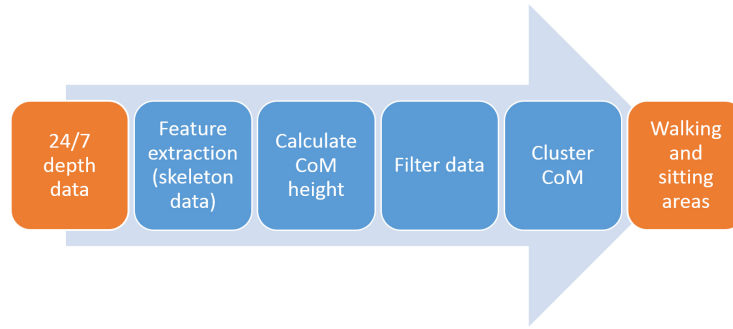 24/7
depth
data
Feature
extraction
(skeleton
data)
Calculate
CoM
height
Filter data
Cluster
CoM
Walking
and
sitting
areas